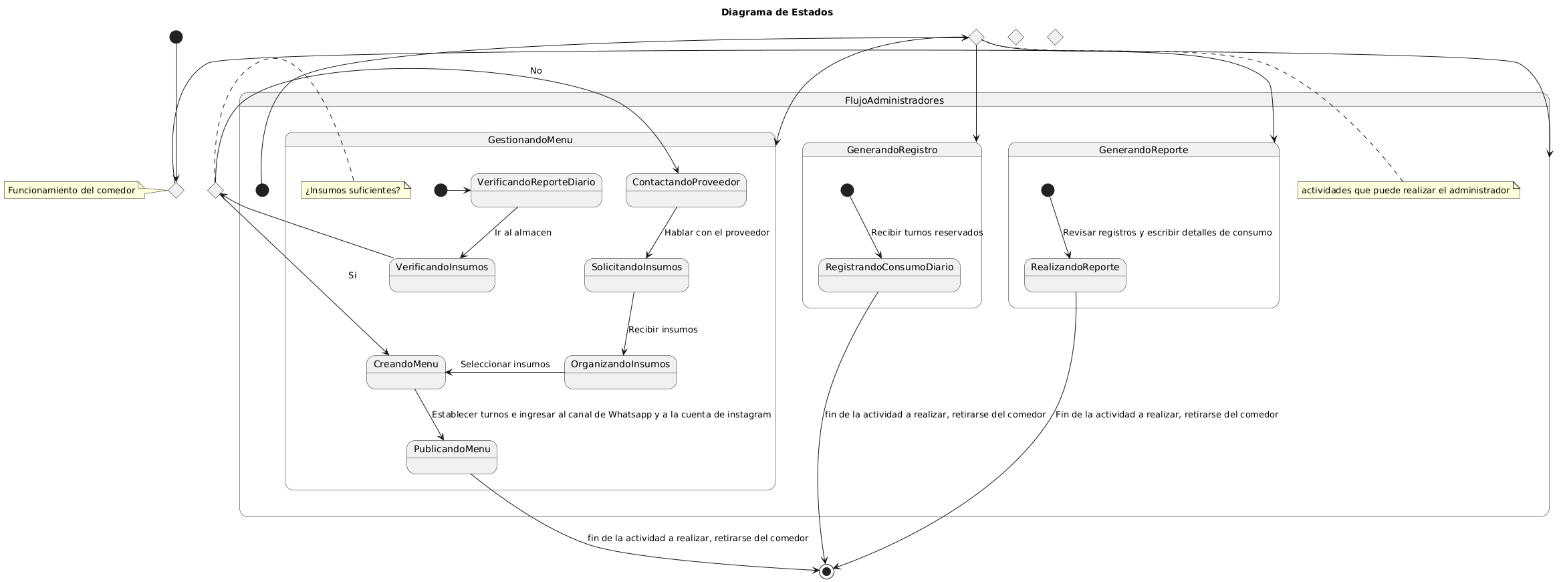 Diagrama de Estados
No
FlujoAdministradores
GestionandoMenu
GenerandoRegistro
GenerandoReporte
Funcionamiento del comedor
¿Insumos suficientes?
VerificandoReporteDiario
ContactandoProveedor
actividades que puede realizar el administrador
Ir al almacen
Hablar con el proveedor
Recibir turnos reservados
Revisar registros y escribir detalles de consumo
VerificandoInsumos
SolicitandoInsumos
RegistrandoConsumoDiario
RealizandoReporte
Si
Recibir insumos
CreandoMenu
Seleccionar insumos
OrganizandoInsumos
Establecer turnos e ingresar al canal de Whatsapp y a la cuenta de instagram
fin de la actividad a realizar, retirarse del comedor
Fin de la actividad a realizar, retirarse del comedor
PublicandoMenu
fin de la actividad a realizar, retirarse del comedor